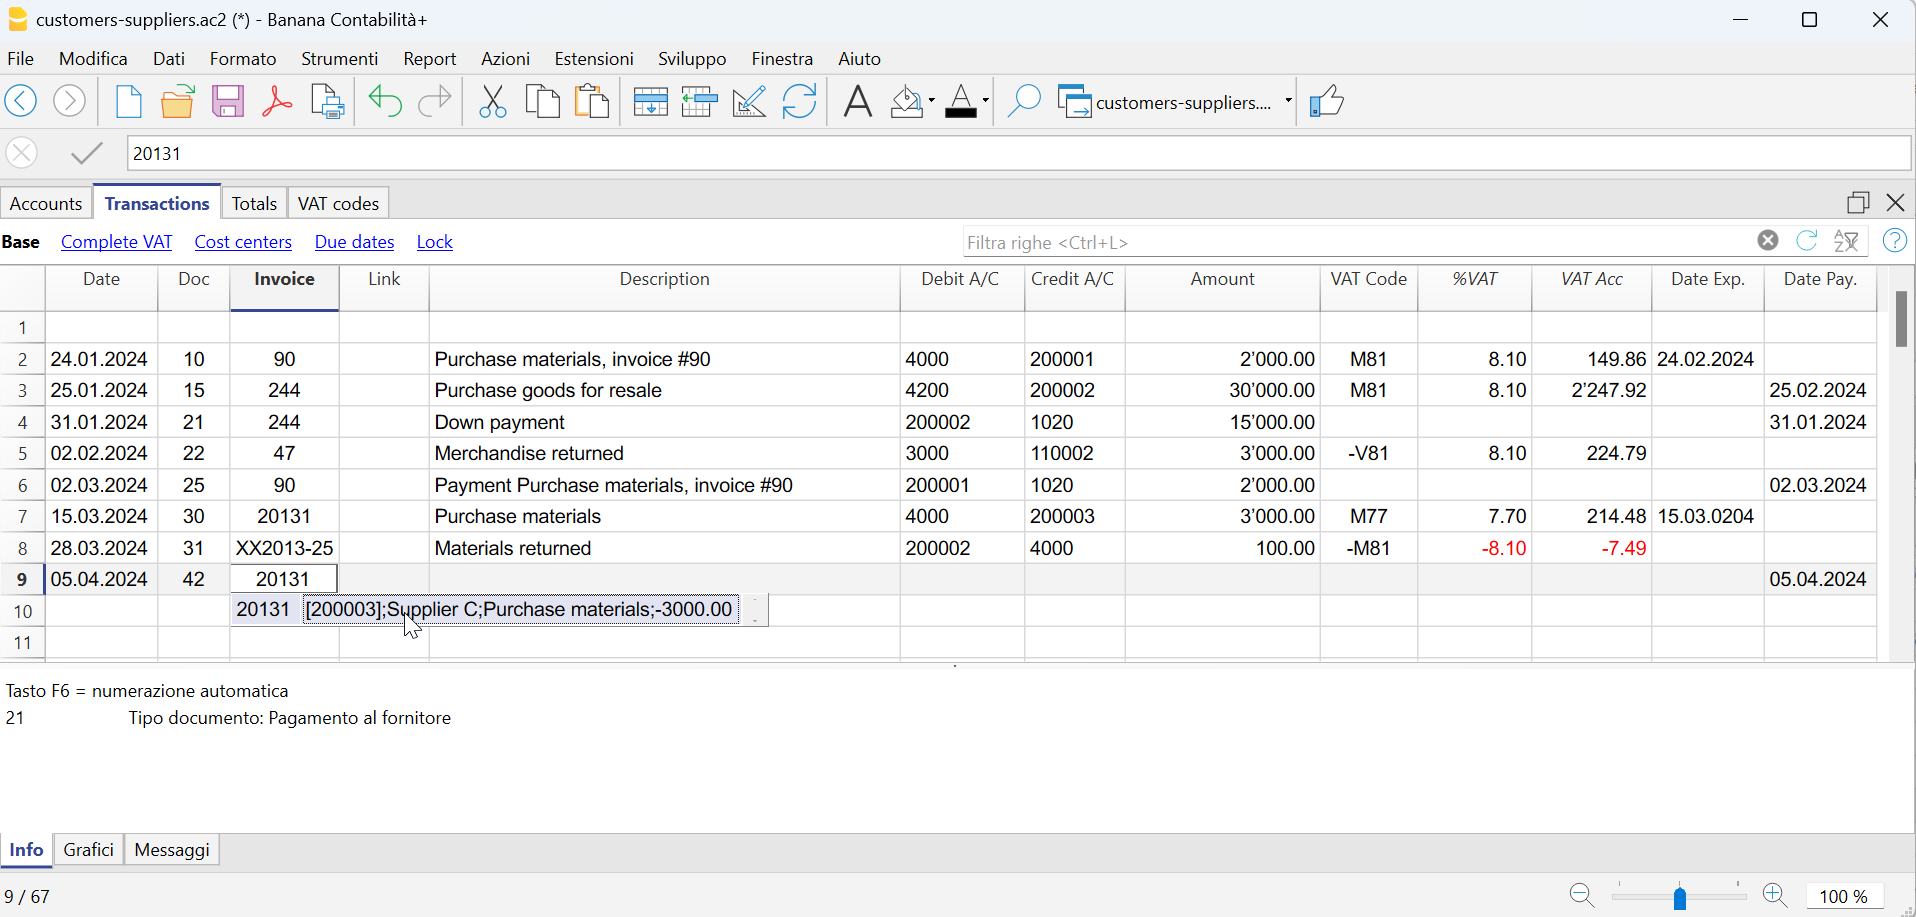 customers-suppliers.ac2 (*) - Banana Contabilità+
File Modifica Dati Formato Strumenti Report Azioni Estensioni Sviluppo Finestra Aiuto
customers-suppliers....
20131
Accounts Transactions Totals VAT codes
Base Complete VAT Cost centers Due dates Lock Filtra righe <Ctrl+L>
Date Doc Invoice Link Description Debit A/C Credit A/C Amount VAT Code %VAT VAT Acc Date Exp. Date Pay.
1
2 24.01.2024 10 90 Purchase materials, invoice #90 4000 200001 2’000.00 M81 8.10 149.86 24.02.2024
3 25.01.2024 15 244 Purchase goods for resale 4200 200002 30’000.00 M81 8.10 2’247.92 25.02.2024
4 31.01.2024 21 244 Down payment 200002 1020 15’000.00 31.01.2024
5 02.02.2024 22 47 Merchandise returned 3000 110002 3’000.00 -V81 8.10 224.79
6 02.03.2024 25 90 Payment Purchase materials, invoice #90 200001 1020 2’000.00 02.03.2024
7 15.03.2024 30 20131 Purchase materials 4000 200003 3’000.00 M77 7.70 214.48 15.03.0204
8 28.03.2024 31 XX2013-25 Materials returned 200002 4000 100.00 -M81 -8.10 -7.49
9 05.04.2024 42 20131 05.04.2024
10 20131 [200003];Supplier C;Purchase materials;-3000.00
11
Tasto F6 = numerazione automatica
21 Tipo documento: Pagamento al fornitore
Info Grafici Messaggi
9 / 67 100 %